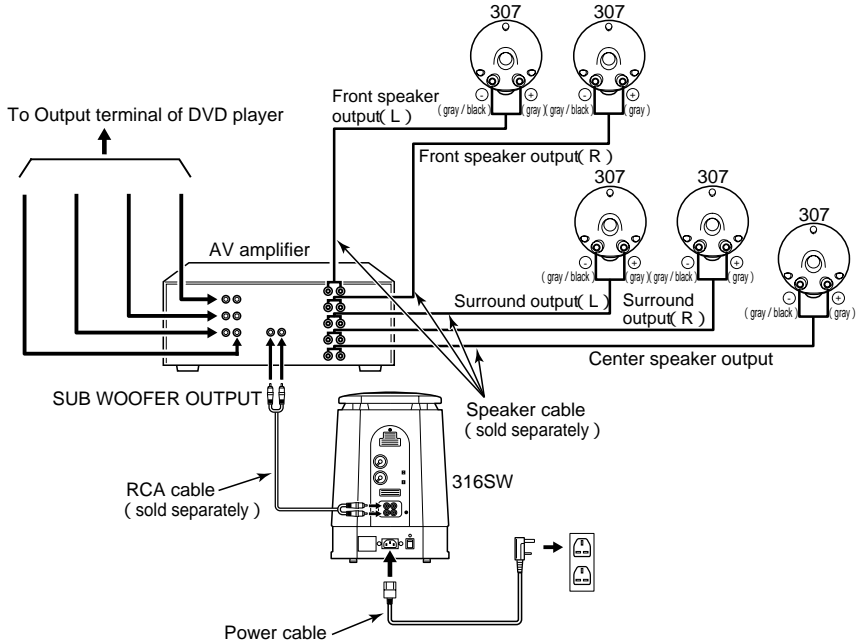 307
307
Front speaker
output( L )
- + - +
( gray / black ) ( gray )( gray / black ) ( gray )
To Output terminal of DVD player
Front speaker output( R )
307
307
307
AV amplifier
- + - +
( gray / black ) ( gray )( gray / black ) ( gray )
- +
( gray / black ) ( gray )
Surround output( L )
Surround
output( R )
Center speaker output
SUB WOOFER OUTPUT
Speaker cable
( sold separately )
316SW
RCA cable
( sold separately )
Power cable